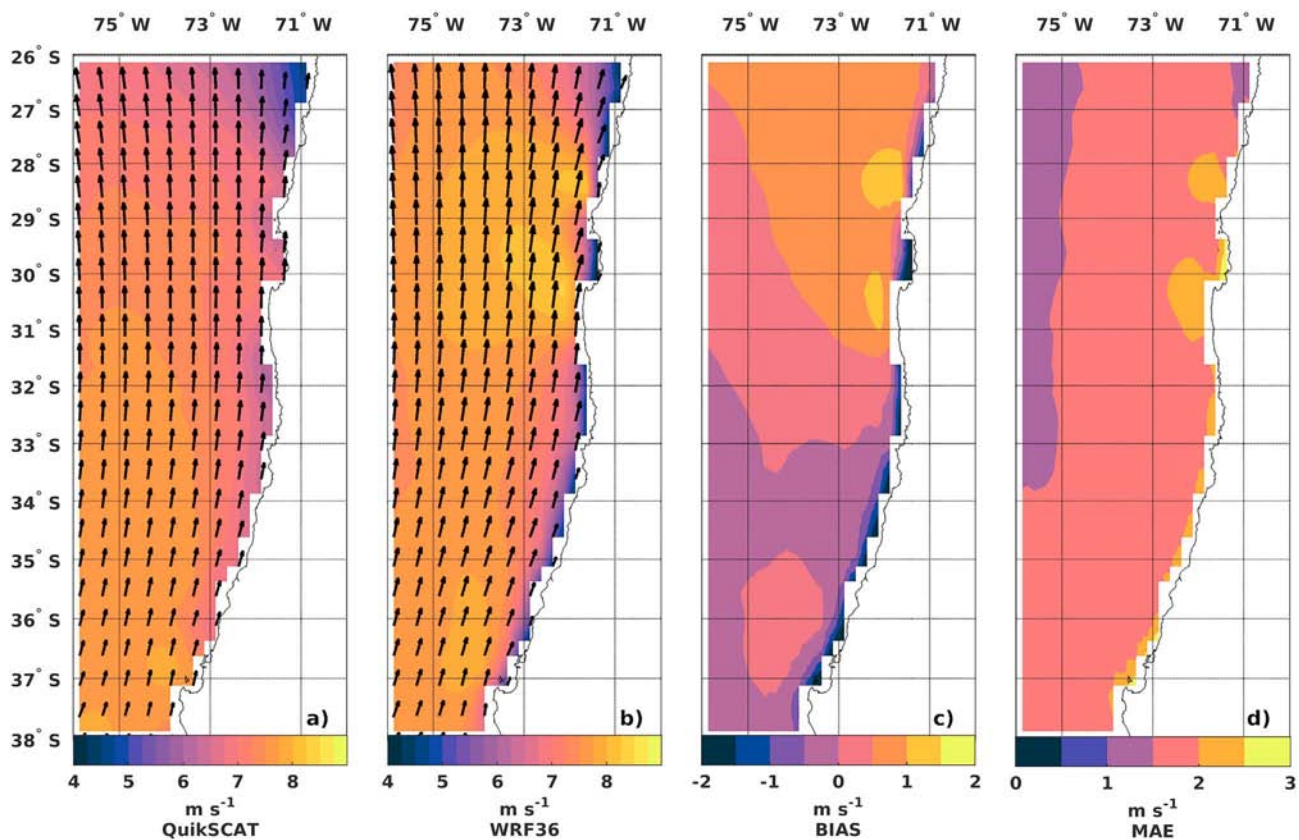 75° W 73° W 71° W 75° W 73° W 71° W 75° W 73° W 71° W 75° W 73° W 71° W
26° S
27° S
28° S
29° S
30° S
31° S
32° S
33° S
34° S
35° S
36° S
37° S
38° S
a) b) c) d)
4 5 6 7 8 4 5 6 7 8 -2 -1 0 1 2 0 1 2 3
m s⁻¹ m s⁻¹ m s⁻¹ m s⁻¹
QuikSCAT WRF36 BIAS MAE